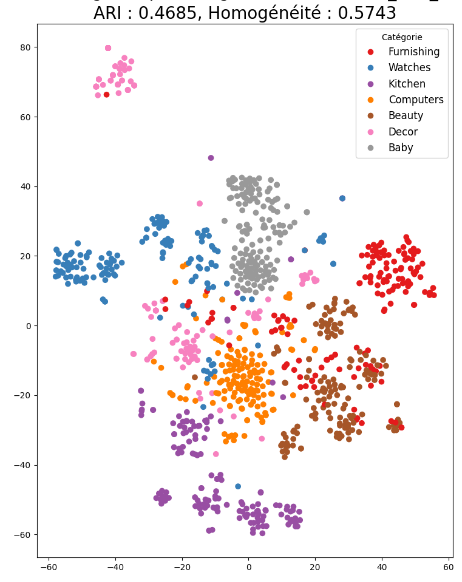 ARI : 0.4685, Homogénéité : 0.5743
Catégorie
Furnishing
Watches
Kitchen
Computers
Beauty
Decor
Baby
80
60
40
20
0
−20
−40
−60
−60 −40 −20 0 20 40 60